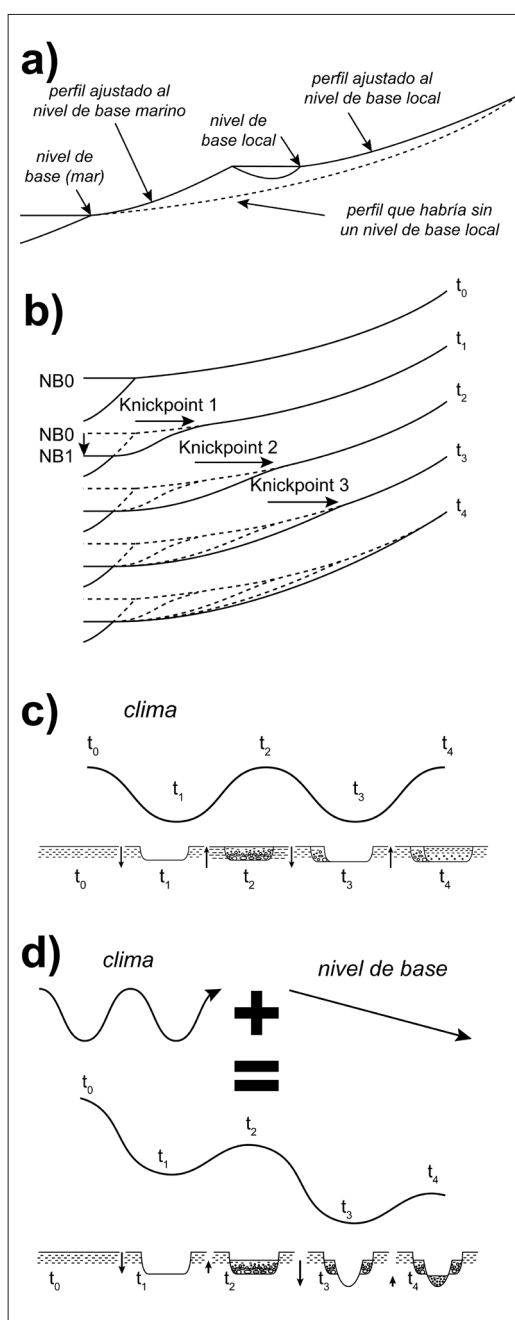 a)
perfil ajustado al
nivel de base marino
nivel de
base local
perfil ajustado al
nivel de base local
nivel de
base (mar)
perfil que habría sin
un nivel de base local
b)
t0
NB0
t1
Knickpoint 1
NB0
NB1
t2
Knickpoint 2
t3
Knickpoint 3
t4
c)
clima
t0 t2 t4
t1 t3
t0 t1 t2 t3 t4
d)
clima
nivel de base
+
=
t0
t2
t1
t4
t3
t0 t1 t2 t3 t4